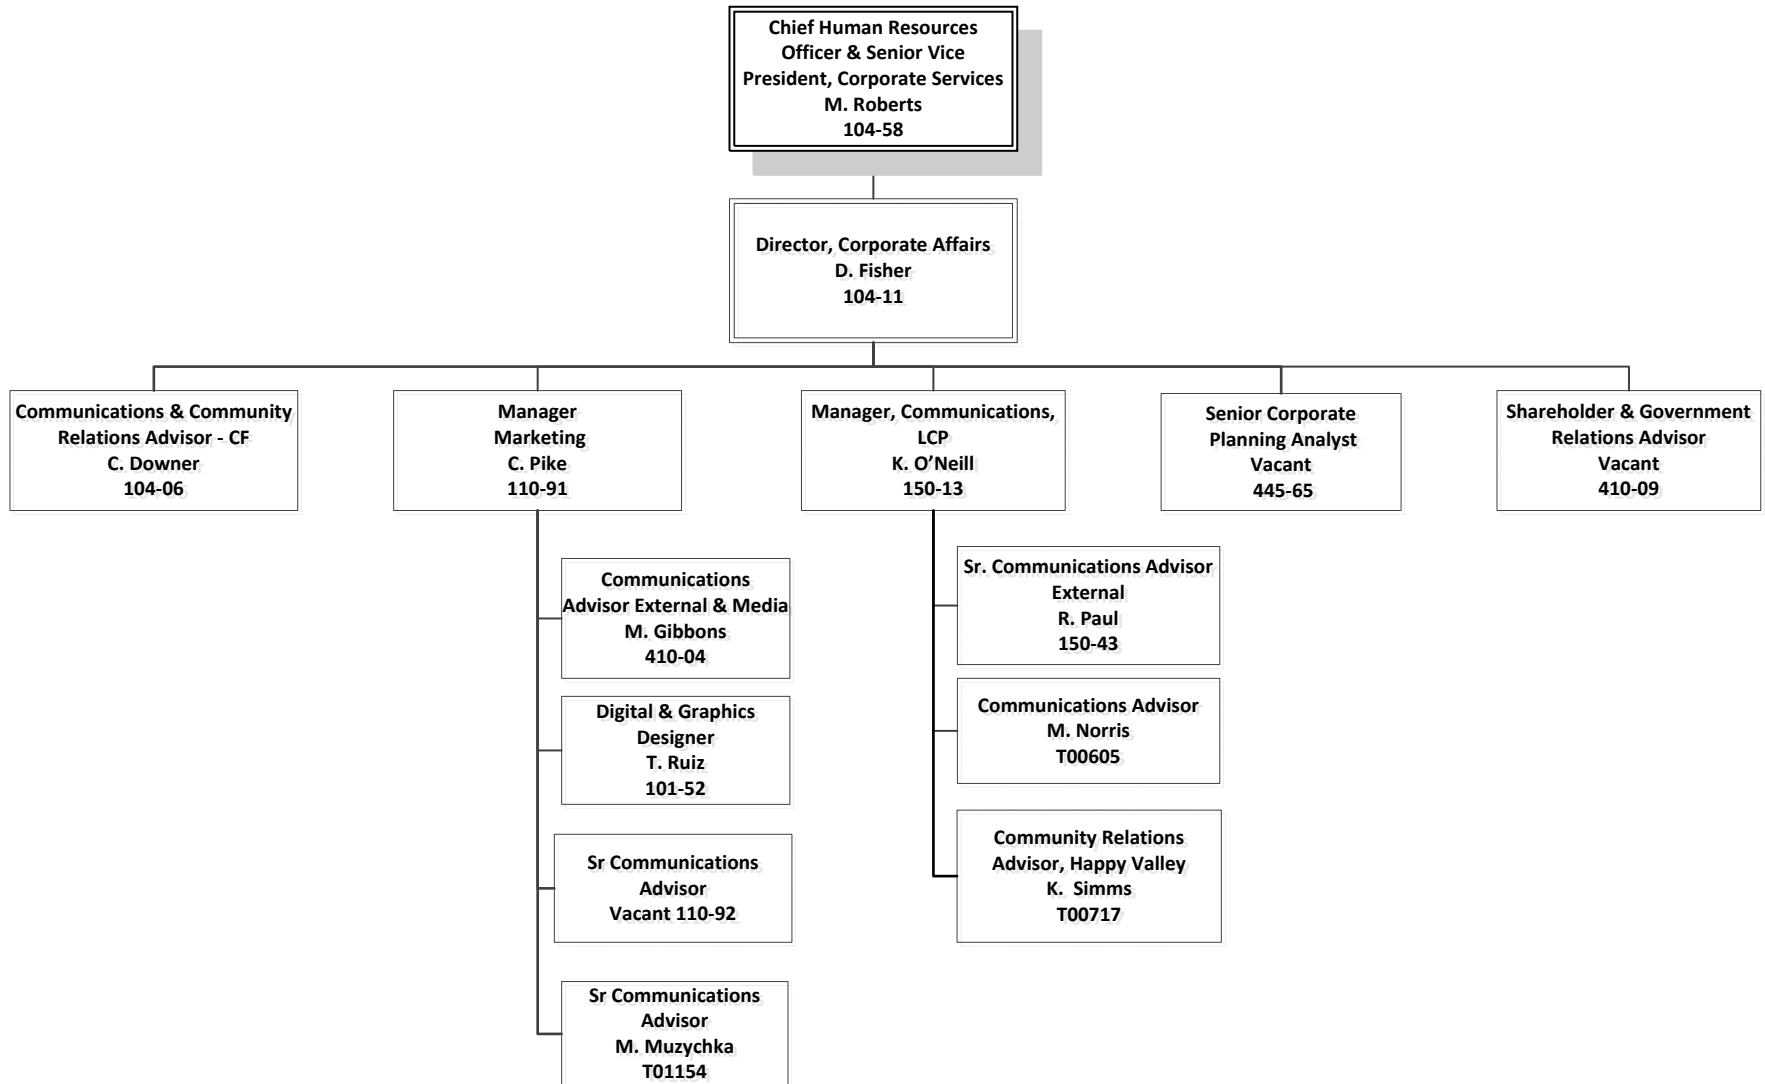 Chief Human Resources
Officer & Senior Vice
President, Corporate Services
M. Roberts
104-58
Director, Corporate Affairs
D. Fisher
104-11
Communications & Community
Relations Advisor - CF
C. Downer
104-06
Manager
Marketing
C. Pike
110-91
Manager, Communications,
LCP
K. O’Neill
150-13
Senior Corporate
Planning Analyst
Vacant
445-65
Shareholder & Government
Relations Advisor
Vacant
410-09
Communications
Advisor External & Media
M. Gibbons
410-04
Digital & Graphics
Designer
T. Ruiz
101-52
Sr Communications
Advisor
Vacant 110-92
Sr Communications
Advisor
M. Muzychka
T01154
Sr. Communications Advisor
External
R. Paul
150-43
Communications Advisor
M. Norris
T00605
Community Relations
Advisor, Happy Valley
K.  Simms
T00717